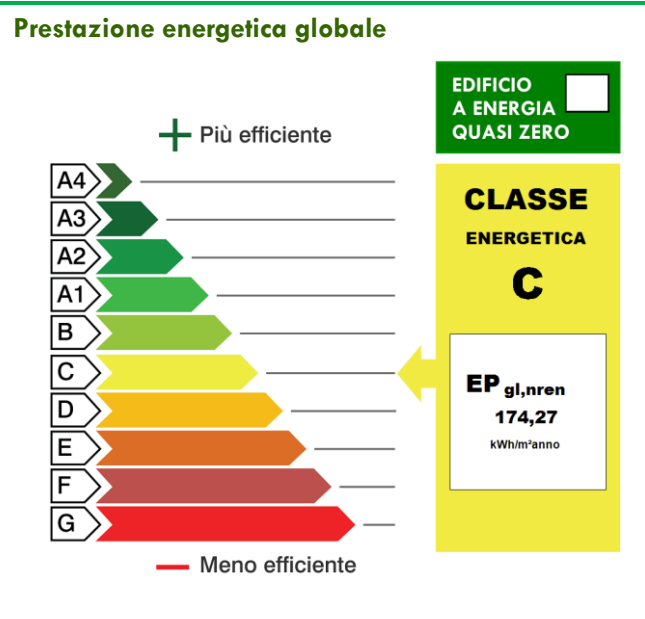 Prestazione energetica globale
EDIFICIO
A ENERGIA
QUASI ZERO
Più efficiente
A4
A3
A2
A1
B
C
D
E
F
G
Meno efficiente
CLASSE
ENERGETICA
C
EP gl,nren
174,27
kWh/m²anno